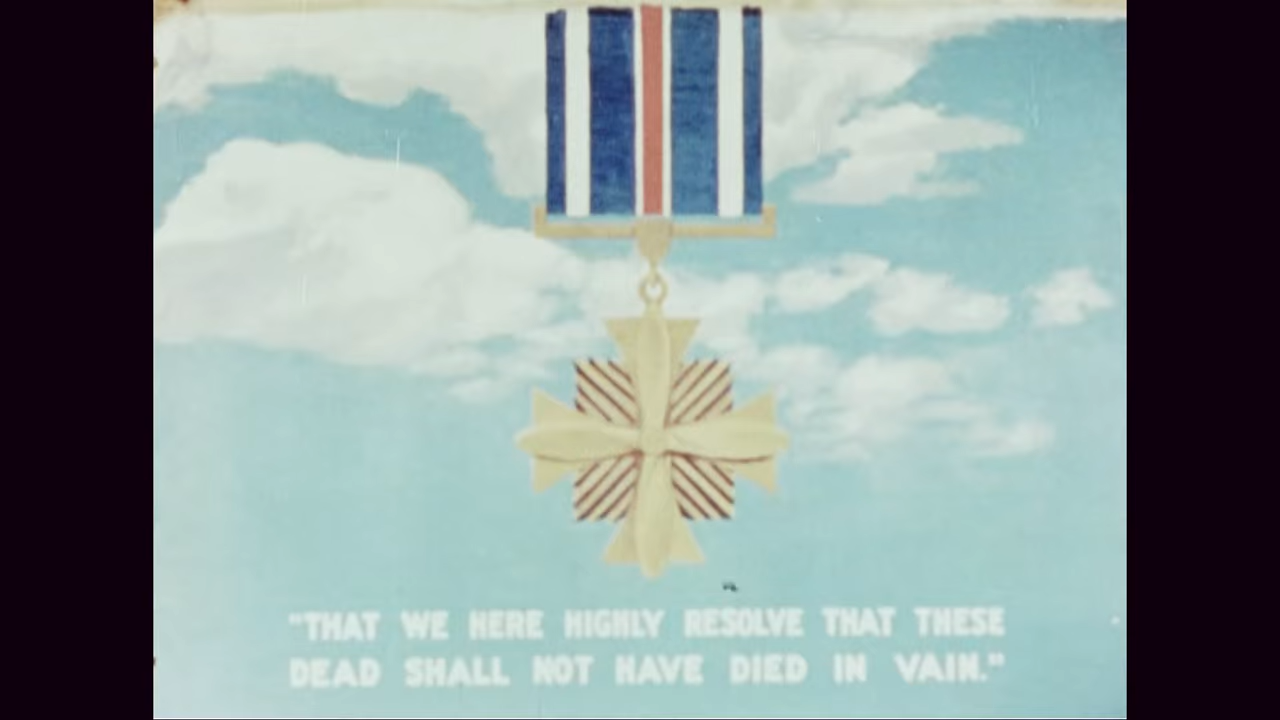 "THAT WE HERE HIGHLY RESOLVE THAT THESE
DEAD SHALL NOT HAVE DIED IN VAIN."